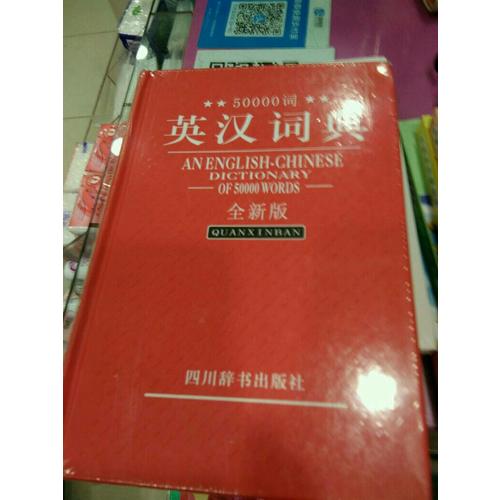 ★★ 50000词 ★★
英汉词典
AN ENGLISH-CHINESE
DICTIONARY
OF 50000 WORDS
全新版
QUANXINBAN
四川辞书出版社